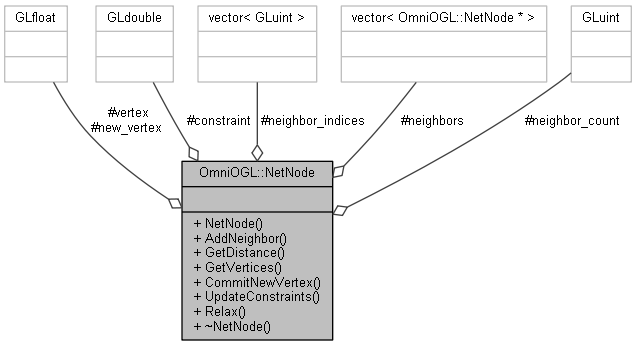 GLfloat
GLdouble
vector< GLuint >
vector< OmniOGL::NetNode * >
GLuint
#vertex
#new_vertex
#constraint
#neighbor_indices
#neighbors
#neighbor_count
OmniOGL::NetNode
+ NetNode()
+ AddNeighbor()
+ GetDistance()
+ GetVertices()
+ CommitNewVertex()
+ UpdateConstraints()
+ Relax()
+ ~NetNode()